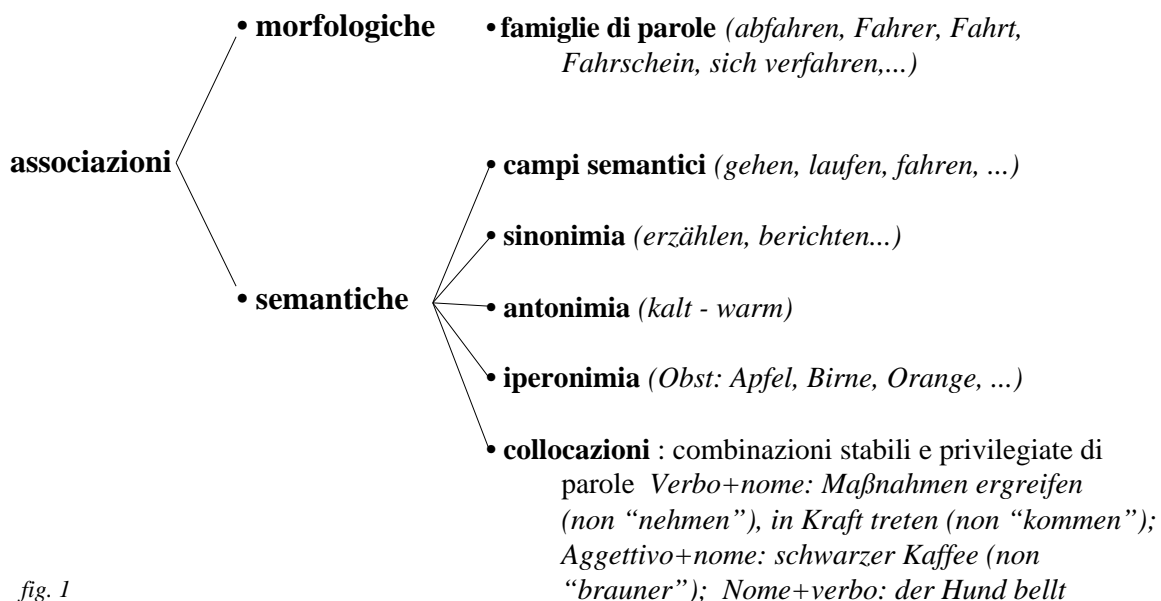 • morfologiche
• famiglie di parole (abfahren, Fahrer, Fahrt,
Fahrschein, sich verfahren,...)
associazioni
• campi semantici (gehen, laufen, fahren, ...)
• sinonimia (erzählen, berichten...)
• semantiche
• antonimia (kalt - warm)
• iperonimia (Obst: Apfel, Birne, Orange, ...)
• collocazioni : combinazioni stabili e privilegiate di
parole Verbo+nome: Maßnahmen ergreifen
(non “nehmen”), in Kraft treten (non “kommen”);
Aggettivo+nome: schwarzer Kaffee (non
“brauner”); Nome+verbo: der Hund bellt
fig. 1